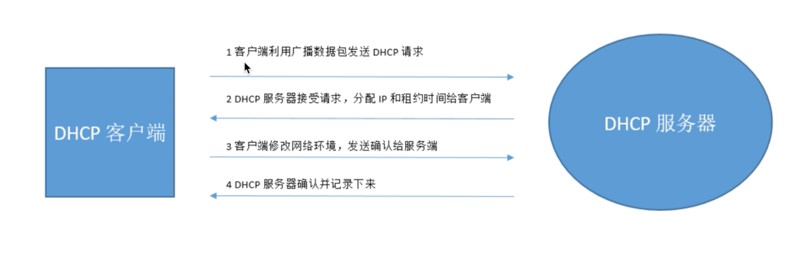 1 客户端利用广播数据包发送 DHCP 请求
2 DHCP 服务器接受请求，分配 IP 和租约时间给客户端
DHCP 客户端
DHCP 服务器
3 客户端修改网络环境，发送确认给服务端
4 DHCP 服务器确认并记录下来